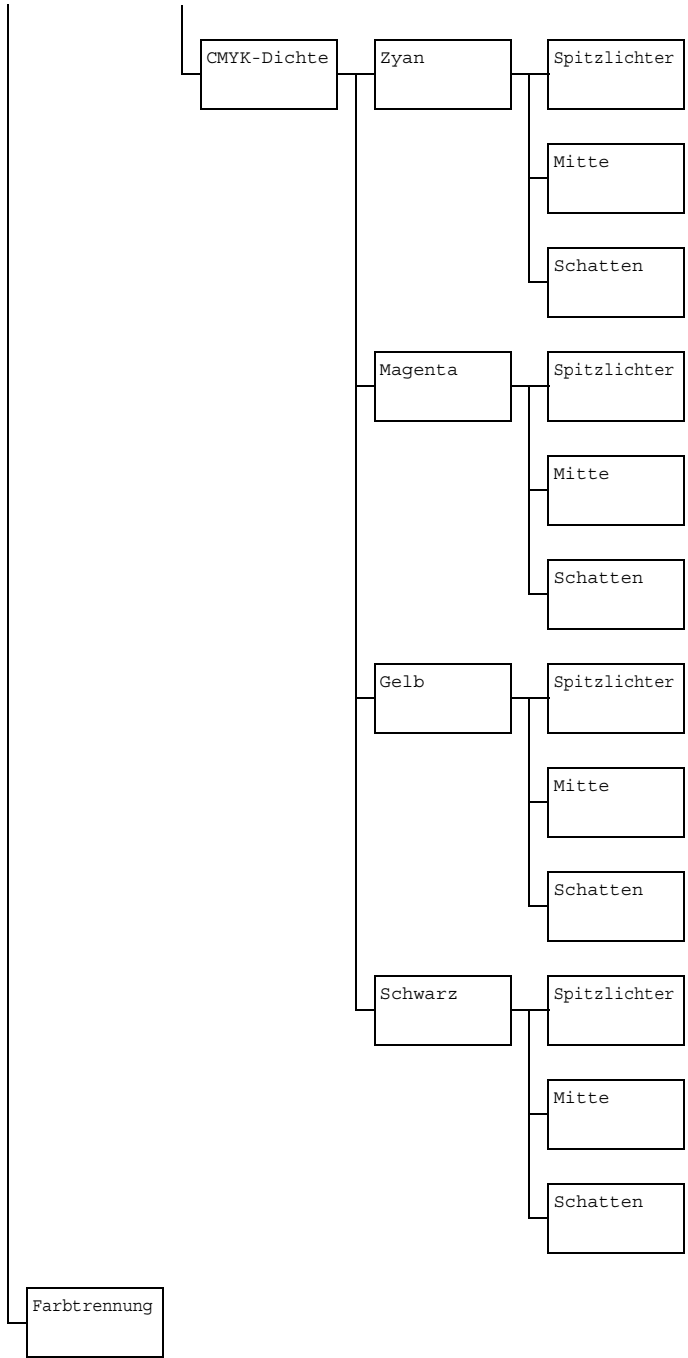 CMYK-Dichte
Zyan
Spitzlichter
Mitte
Schatten
Magenta
Spitzlichter
Mitte
Schatten
Gelb
Spitzlichter
Mitte
Schatten
Schwarz
Spitzlichter
Mitte
Schatten
Farbtrennung